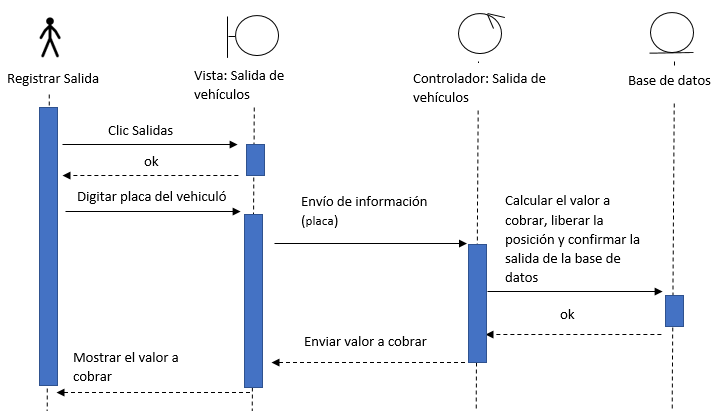 Registrar Salida
Vista: Salida de
vehículos
Controlador: Salida de
vehículos
Base de datos
Clic Salidas
ok
Digitar placa del vehiculó
Envío de información
(placa)
Calcular el valor a
cobrar, liberar la
posición y confirmar la
salida de la base de
datos
ok
Enviar valor a cobrar
Mostrar el valor a
cobrar